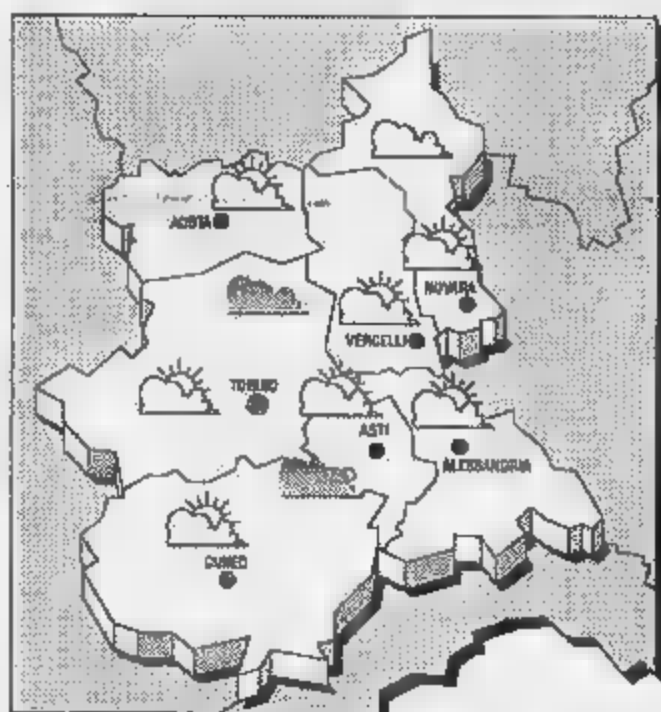 AOSTA
NOVARA
VERCELLI
TORINO
ASTI
ALESSANDRIA
CUNEO